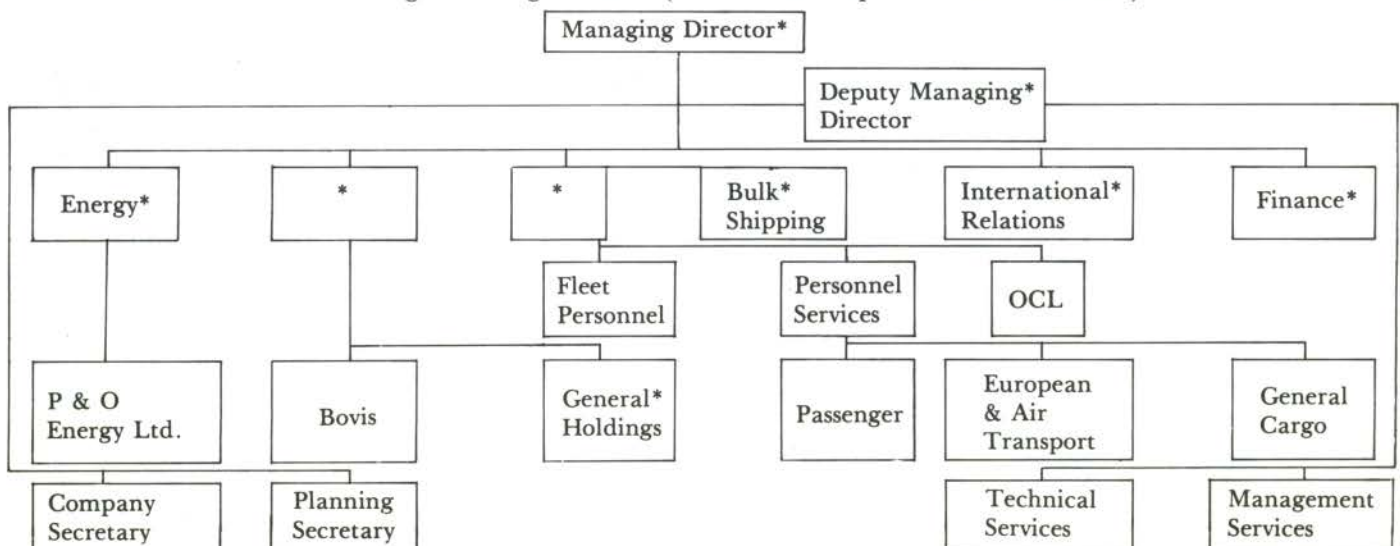 Managing Director*
Deputy Managing*
Director
Energy*
*
*
Bulk*
Shipping
International*
Relations
Finance*
Fleet
Personnel
Personnel
Services
OCL
P & O
Energy Ltd.
Bovis
General*
Holdings
Passenger
European
& Air
Transport
General
Cargo
Company
Secretary
Planning
Secretary
Technical
Services
Management
Services